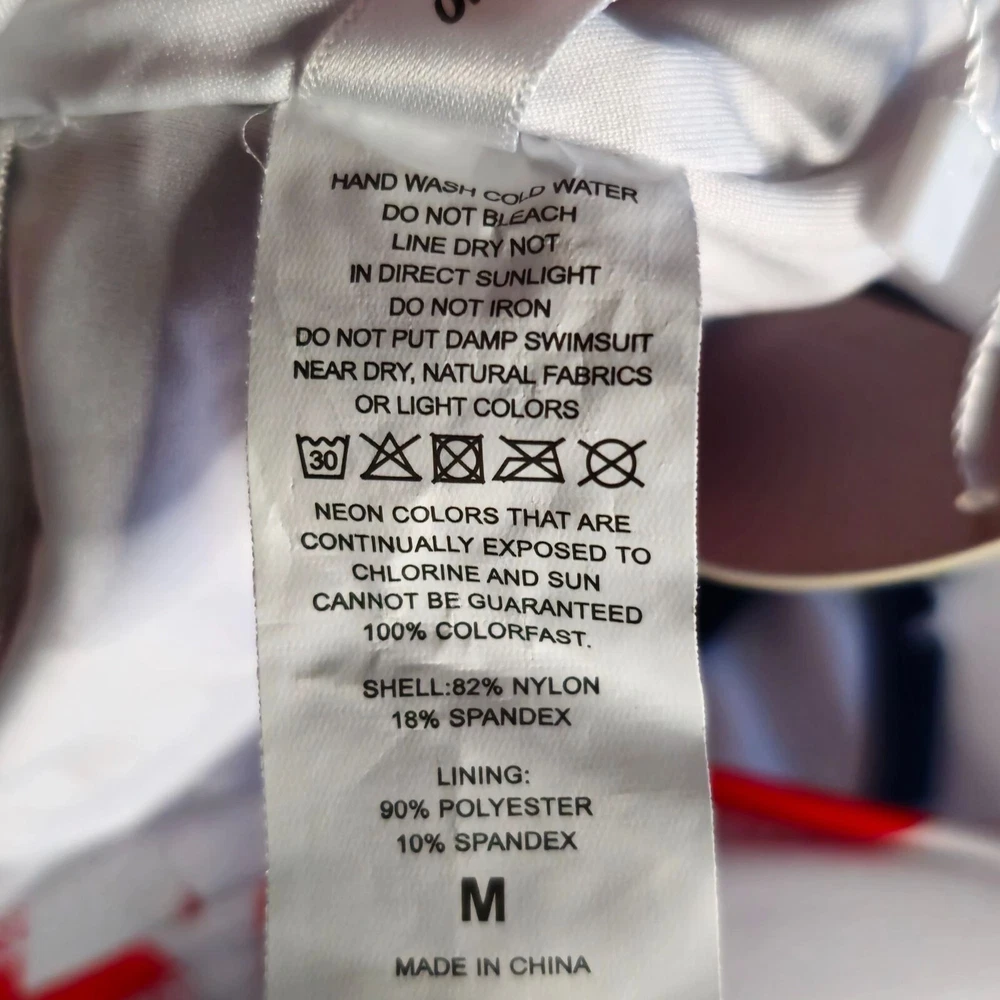 HAND WASH COLD WATER
DO NOT BLEACH
LINE DRY NOT
IN DIRECT SUNLIGHT
DO NOT IRON
DO NOT PUT DAMP SWIMSUIT
NEAR DRY, NATURAL FABRICS
OR LIGHT COLORS
30
NEON COLORS THAT ARE
CONTINUALLY EXPOSED TO
CHLORINE AND SUN
CANNOT BE GUARANTEED
100% COLORFAST.
SHELL:82% NYLON
18% SPANDEX
LINING:
90% POLYESTER
10% SPANDEX
M
MADE IN CHINA